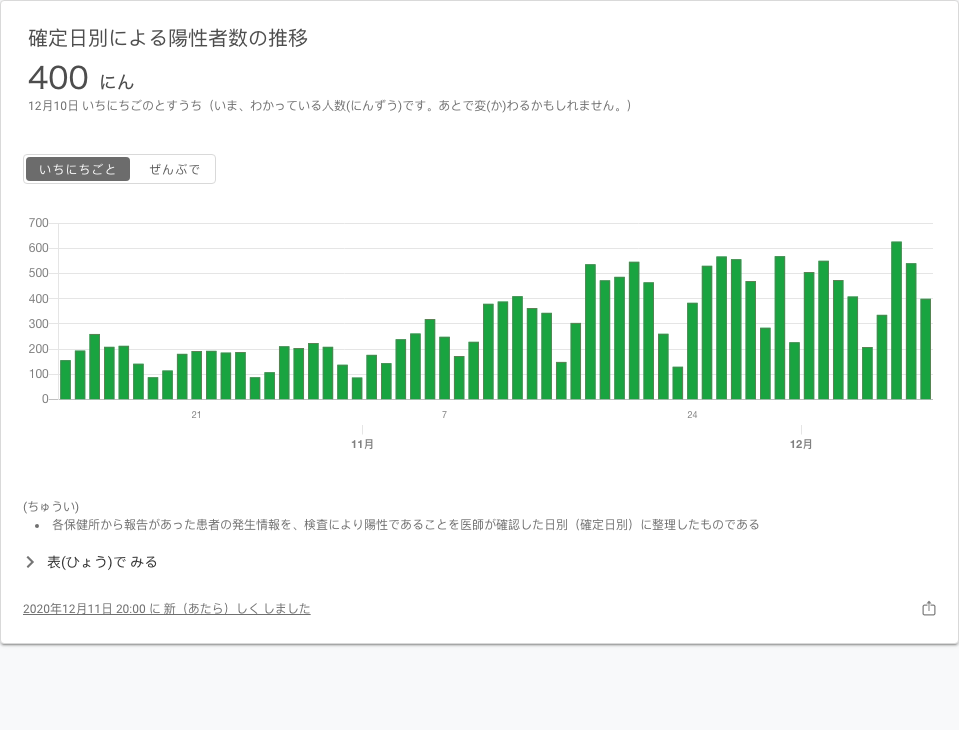 確定日別による陽性者数の推移
400 にん
12月10日 いちにちごのとすうち（いま、わかっている人数(にんずう)です。あとで変(か)わるかもしれません。）
いちにちごと ぜんぶで
700
600
500
400
300
200
100
0
21 7 24
11月 12月
(ちゅうい)
• 各保健所から報告があった患者の発生情報を、検査により陽性であることを医師が確認した日別（確定日別）に整理したものである
表(ひょう)で みる
2020年12月11日 20:00 に 新（あたら）しく しました